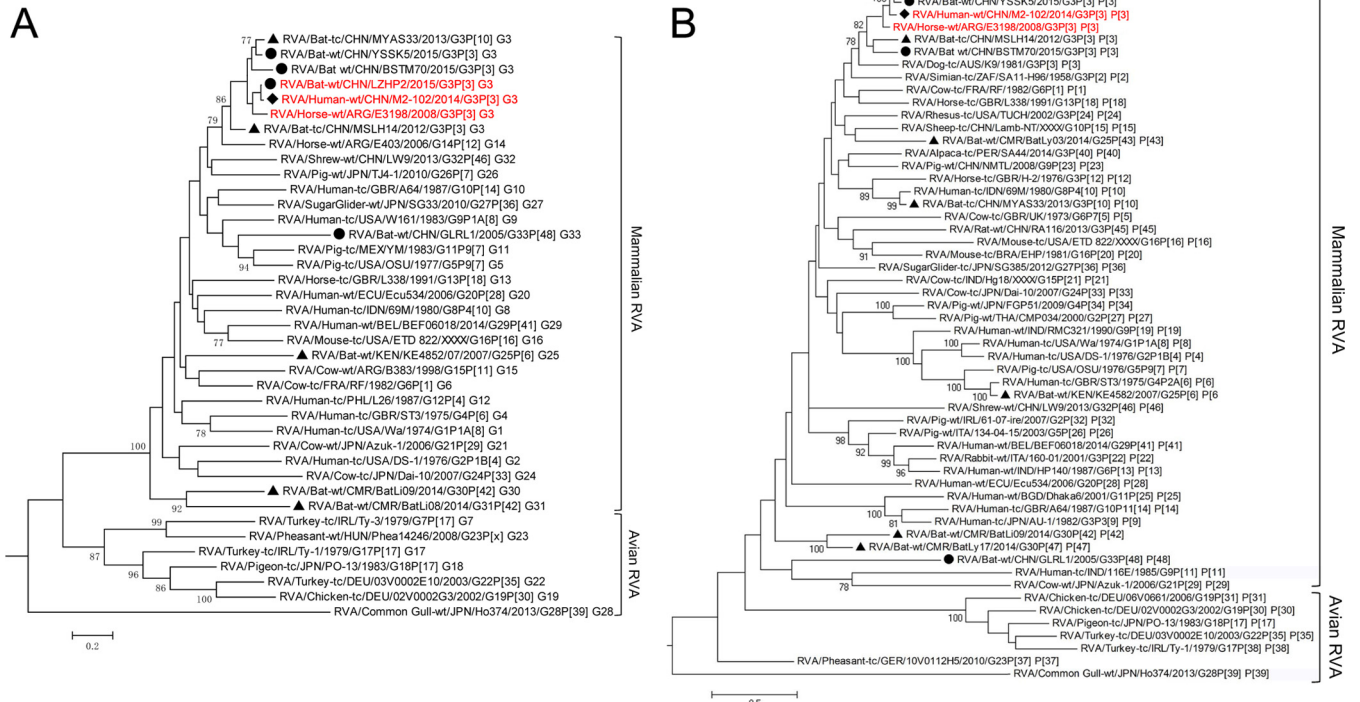 A
77
RVA/Bat-tc/CHN/MYAS33/2013/G3P[10] G3
RVA/Bat-wt/CHN/YSSK5/2015/G3P[3] G3
RVA/Bat wt/CHN/BSTM70/2015/G3P[3] G3
RVA/Bat-wt/CHN/LZHP2/2015/G3P[3] G3
86
RVA/Human-wt/CHN/M2-102/2014/G3P[3] G3
RVA/Horse-wt/ARG/E3198/2008/G3P[3] G3
79
RVA/Bat-tc/CHN/MSLH14/2012/G3P[3] G3
RVA/Horse-wt/ARG/E403/2006/G14P[12] G14
RVA/Shrew-wt/CHN/LW9/2013/G32P[46] G32
RVA/Pig-wt/JPN/TJ4-1/2010/G26P[7] G26
RVA/Human-tc/GBR/A64/1987/G10P[14] G10
RVA/SugarGlider-wt/JPN/SG33/2010/G27P[36] G27
RVA/Human-tc/USA/W161/1983/G9P1A[8] G9
RVA/Bat-wt/CHN/GLRL1/2005/G33P[48] G33
RVA/Pig-tc/MEX/YM/1983/G11P9[7] G11
94
RVA/Pig-tc/USA/OSU/1977/G5P9[7] G5
RVA/Horse-tc/GBR/L338/1991/G13P[18] G13
RVA/Human-wt/ECU/Ecu534/2006/G20P[28] G20
RVA/Human-tc/IDN/69M/1980/G8P4[10] G8
RVA/Human-wt/BEL/BEF06018/2014/G29P[41] G29
77
RVA/Mouse-tc/USA/ETD 822/XXXX/G16P[16] G16
RVA/Bat-wt/KEN/KE4852/07/2007/G25P[6] G25
RVA/Cow-wt/ARG/B383/1998/G15P[11] G15
RVA/Cow-tc/FRA/RF/1982/G6P[1] G6
RVA/Human-tc/PHL/L26/1987/G12P[4] G12
RVA/Human-tc/GBR/ST3/1975/G4P[6] G4
78
RVA/Human-tc/USA/Wa/1974/G1P1A[8] G1
100
RVA/Cow-wt/JPN/Azuk-1/2006/G21P[29] G21
RVA/Human-tc/USA/DS-1/1976/G2P1B[4] G2
RVA/Cow-tc/JPN/Dai-10/2007/G24P[33] G24
RVA/Bat-wt/CMR/BatLi09/2014/G30P[42] G30
92
RVA/Bat-wt/CMR/BatLi08/2014/G31P[42] G31
99
RVA/Turkey-tc/IRL/Ty-3/1979/G7P[17] G7
RVA/Pheasant-wt/HUN/Phea14246/2008/G23P[x] G23
87
RVA/Turkey-tc/IRL/Ty-1/1979/G17P[17] G17
96
RVA/Pigeon-tc/JPN/PO-13/1983/G18P[17] G18
86
RVA/Turkey-tc/DEU/03V0002E10/2003/G22P[35] G22
100
RVA/Chicken-tc/DEU/02V0002G3/2002/G19P[30] G19
RVA/Common Gull-wt/JPN/Ho374/2013/G28P[39] G28
0.2
Mammalian RVA
Avian RVA
B
RVA/Bat-wt/CHN/YSSK5/2015/G3P[3] P[3]
RVA/Human-wt/CHN/M2-102/2014/G3P[3] P[3]
82
RVA/Horse-wt/ARG/E3198/2008/G3P[3] P[3]
78
RVA/Bat-tc/CHN/MSLH14/2012/G3P[3] P[3]
RVA/Bat wt/CHN/BSTM70/2015/G3P[3] P[3]
RVA/Dog-tc/AUS/K9/1981/G3P[3] P[3]
RVA/Simian-tc/ZAF/SA11-H96/1958/G3P[2] P[2]
RVA/Cow-tc/FRA/RF/1982/G6P[1] P[1]
RVA/Horse-tc/GBR/L338/1991/G13P[18] P[18]
RVA/Rhesus-tc/USA/TUCH/2002/G3P[24] P[24]
RVA/Sheep-tc/CHN/Lamb-NT/XXXX/G10P[15] P[15]
RVA/Bat-wt/CMR/BatLy03/2014/G25P[43] P[43]
RVA/Alpaca-tc/PER/SA44/2014/G3P[40] P[40]
RVA/Pig-wt/CHN/NMTL/2008/G9P[23] P[23]
RVA/Horse-tc/GBR/H-2/1976/G3P[12] P[12]
89
RVA/Human-tc/IDN/69M/1980/G8P4[10] P[10]
99
RVA/Bat-tc/CHN/MYAS33/2013/G3P[10] P[10]
RVA/Cow-tc/GBR/UK/1973/G6P7[5] P[5]
RVA/Rat-wt/CHN/RA116/2013/G3P[45] P[45]
RVA/Mouse-tc/USA/ETD 822/XXXX/G16P[16] P[16]
91
RVA/Mouse-tc/BRA/EHP/1981/G16P[20] P[20]
RVA/SugarGlider-tc/JPN/SG385/2012/G27P[36] P[36]
RVA/Cow-tc/IND/Hg18/XXXX/G15P[21] P[21]
RVA/Cow-tc/JPN/Dai-10/2007/G24P[33] P[33]
100
RVA/Pig-wt/JPN/FGP51/2009/G4P[34] P[34]
RVA/Pig-wt/THA/CMP034/2000/G2P[27] P[27]
RVA/Human-wt/IND/RMC321/1990/G9P[19] P[19]
100
100
RVA/Human-tc/USA/Wa/1974/G1P1A[8] P[8]
RVA/Human-tc/USA/DS-1/1976/G2P1B[4] P[4]
RVA/Pig-tc/USA/OSU/1976/G5P9[7] P[7]
100
RVA/Human-tc/GBR/ST3/1975/G4P2A[6] P[6]
100
RVA/Bat-wt/KEN/KE4582/2007/G25P[6] P[6
RVA/Shrew-wt/CHN/LW9/2013/G32P[46] P[46]
RVA/Pig-wt/IRL/61-07-ire/2007/G2P[32] P[32]
98
RVA/Pig-wt/ITA/134-04-15/2003/G5P[26] P[26]
92
RVA/Human-wt/BEL/BEF06018/2014/G29P[41] P[41]
99
RVA/Rabbit-wt/ITA/160-01/2001/G3P[22] P[22]
96
RVA/Human-wt/IND/HP140/1987/G6P[13] P[13]
RVA/Human-wt/ECU/Ecu534/2006/G20P[28] P[28]
RVA/Human-wt/BGD/Dhaka6/2001/G11P[25] P[25]
100
RVA/Human-tc/GBR/A64/1987/G10P11[14] P[14]
81
RVA/Human-tc/JPN/AU-1/1982/G3P3[9] P[9]
RVA/Bat-wt/CMR/BatLi09/2014/G30P[42] P[42]
100
RVA/Bat-wt/CMR/BatLy17/2014/G30P[47] P[47]
RVA/Bat-wt/CHN/GLRL1/2005/G33P[48] P[48]
RVA/Human-tc/IND/116E/1985/G9P[11] P[11]
78
RVA/Cow-wt/JPN/Azuk-1/2006/G21P[29] P[29]
RVA/Chicken-tc/DEU/06V0661/2006/G19P[31] P[31]
100
RVA/Chicken-tc/DEU/02V0002G3/2002/G19P[30] P[30]
RVA/Pigeon-tc/JPN/PO-13/1983/G18P[17] P[17]
RVA/Turkey-tc/DEU/03V0002E10/2003/G22P[35] P[35]
RVA/Turkey-tc/IRL/Ty-1/1979/G17P[38] P[38]
RVA/Pheasant-tc/GER/10V0112H5/2010/G23P[37] P[37]
RVA/Common Gull-wt/JPN/Ho374/2013/G28P[39] P[39]
Mammalian RVA
Avian RVA